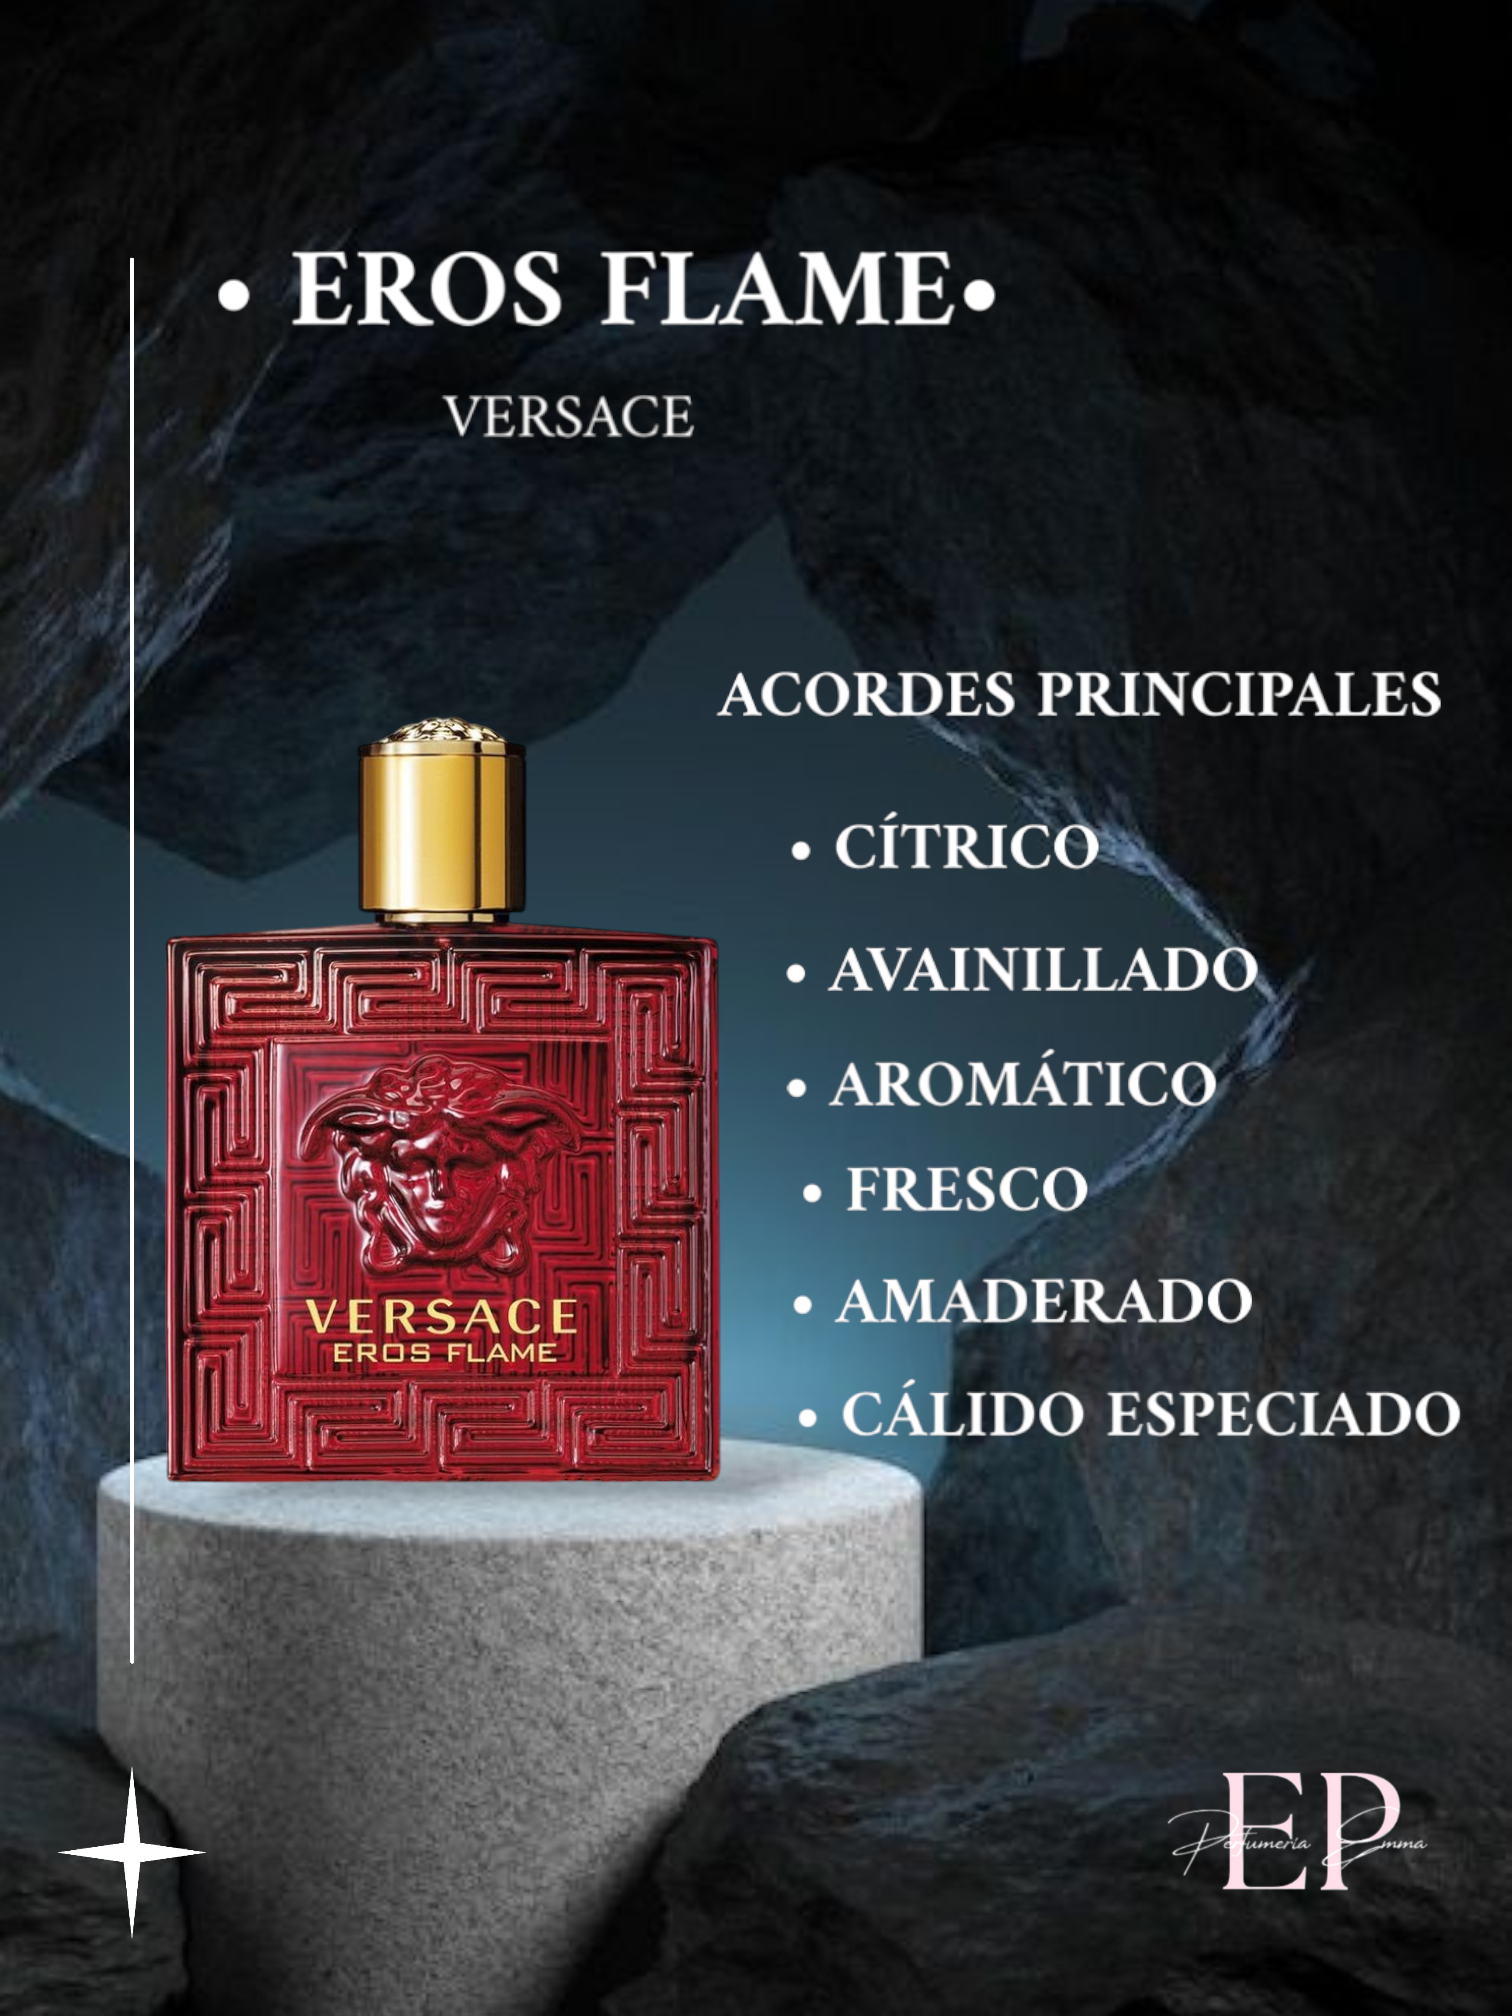 • EROS FLAME•
VERSACE
ACORDES PRINCIPALES
• CÍTRICO
• AVAINILLADO
• AROMÁTICO
• FRESCO
• AMADERADO
• CÁLIDO ESPECIADO
VERSACE
EROS FLAME
EP
Perfumeria Emma